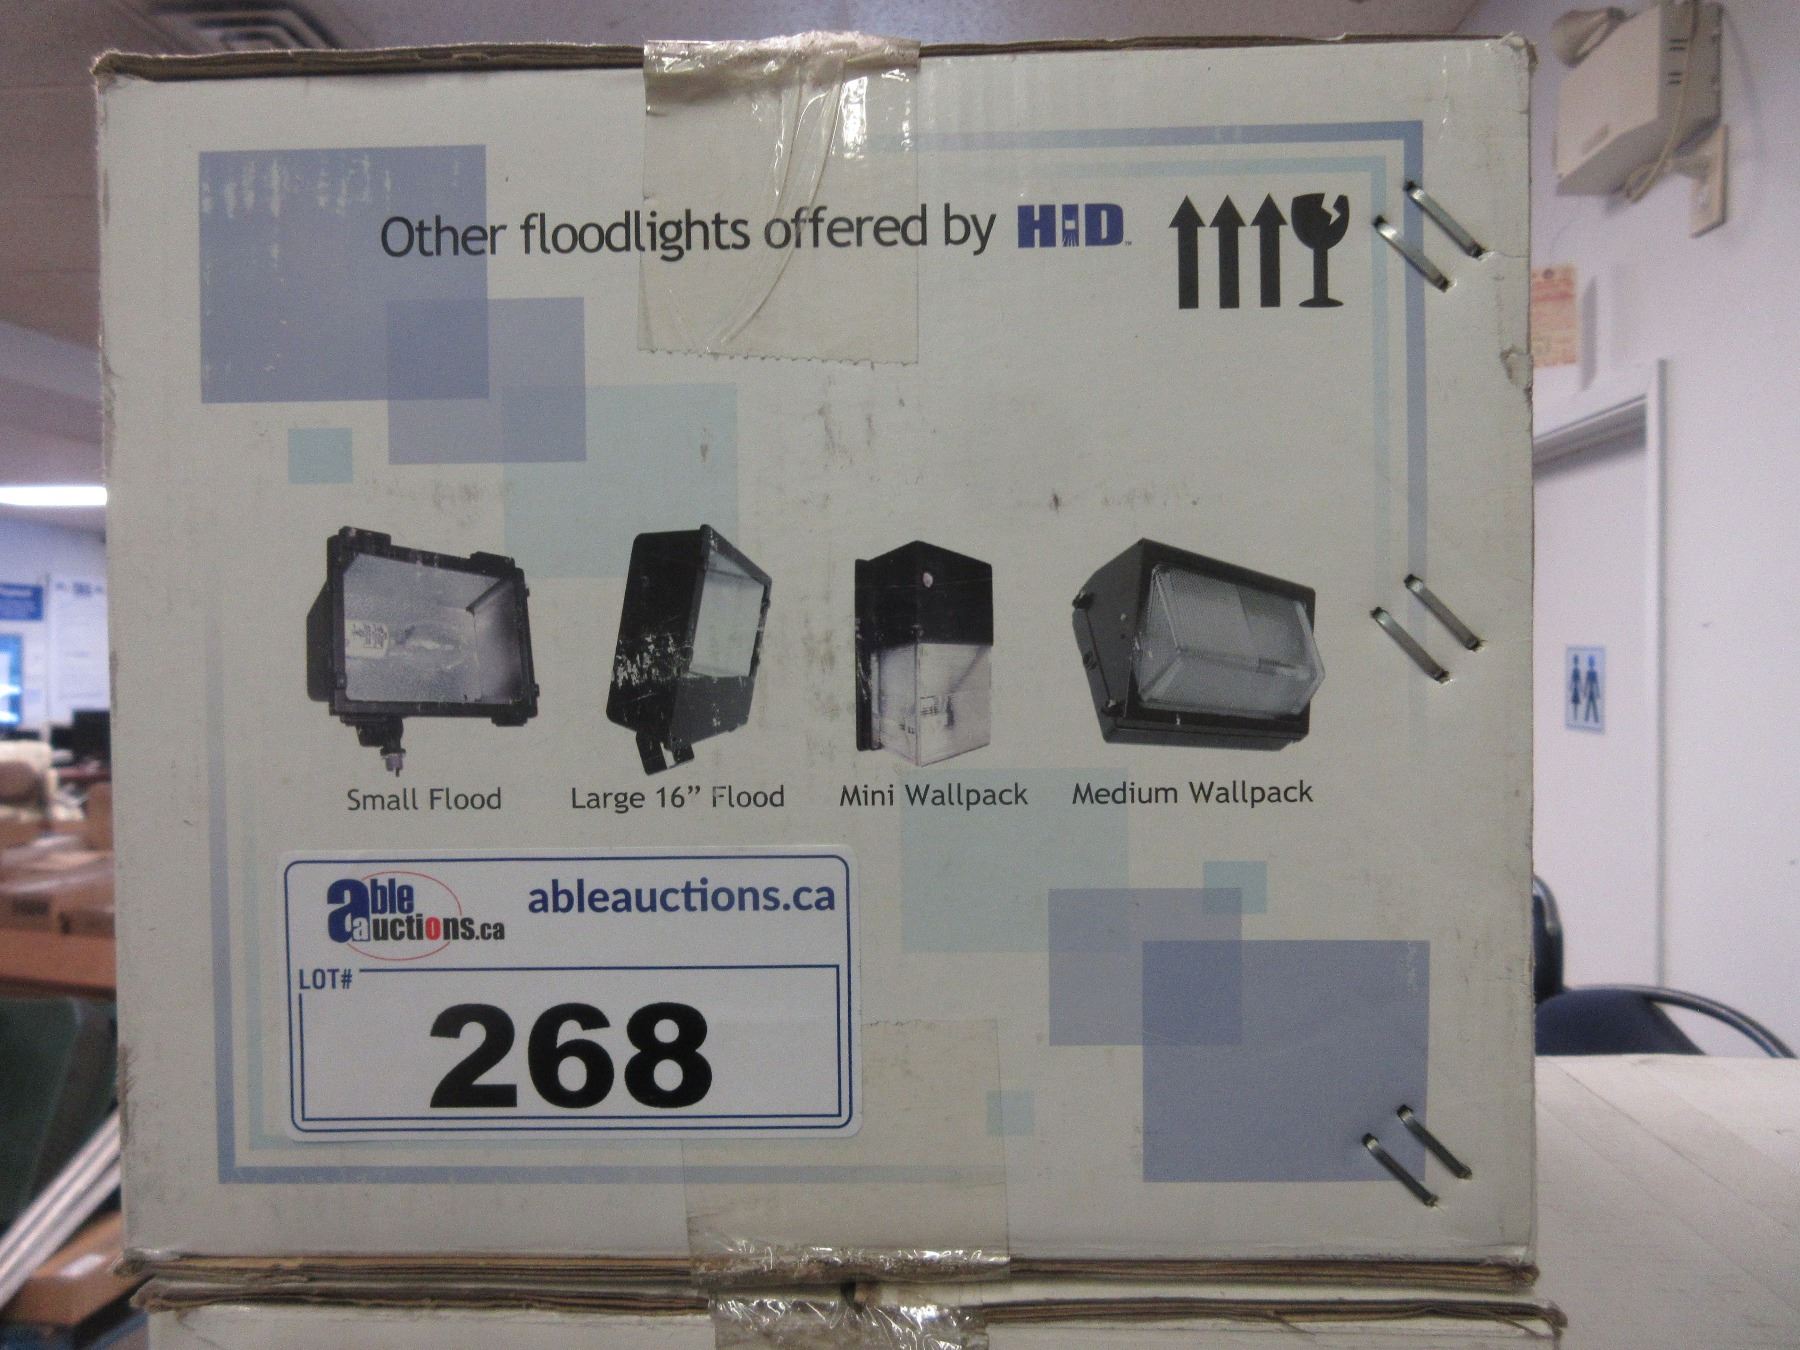 Other floodlights offered by HID™
Small Flood
Large 16” Flood
Mini Wallpack
Medium Wallpack
able auctions.ca
ableauctions.ca
LOT#
268